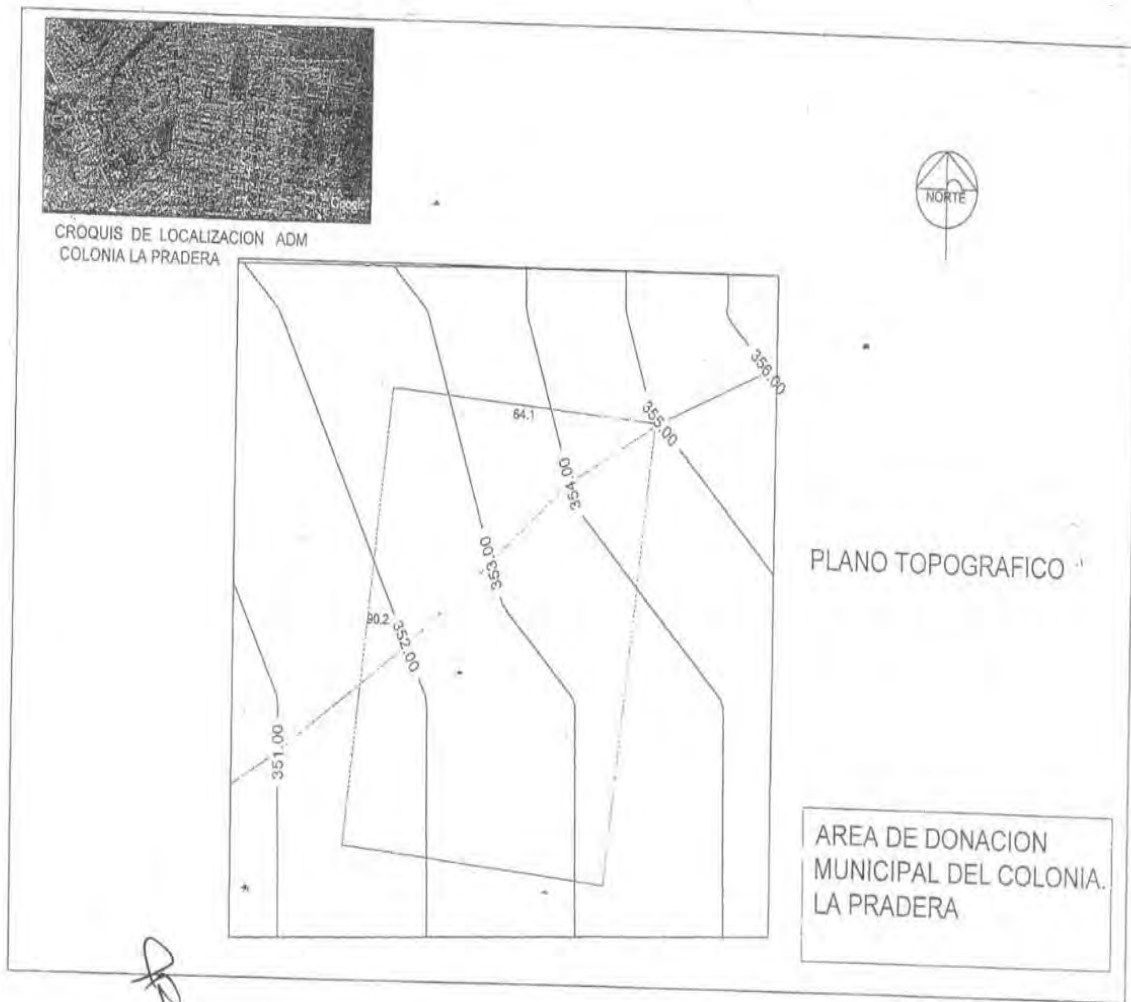 Google
CROQUIS DE LOCALIZACION ADM
COLONIA LA PRADERA
NORTE
356.00
64.1
355.00
354.00
353.00
PLANO TOPOGRAFICO
90.2
352.00
351.00
AREA DE DONACION
MUNICIPAL DEL COLONIA.
LA PRADERA